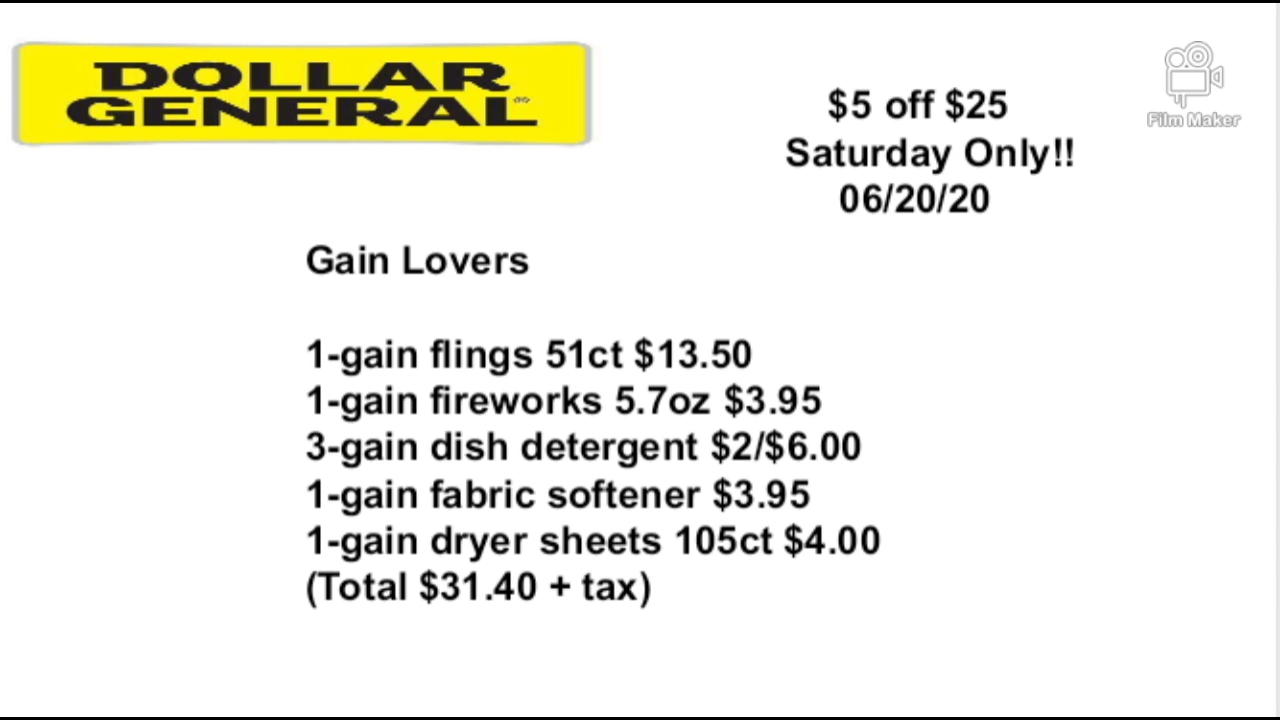 DOLLAR
GENERAL
$5 off $25
Saturday Only!!
06/20/20
Film Maker
Gain Lovers
1-gain flings 51ct $13.50
1-gain fireworks 5.7oz $3.95
3-gain dish detergent $2/$6.00
1-gain fabric softener $3.95
1-gain dryer sheets 105ct $4.00
(Total $31.40 + tax)